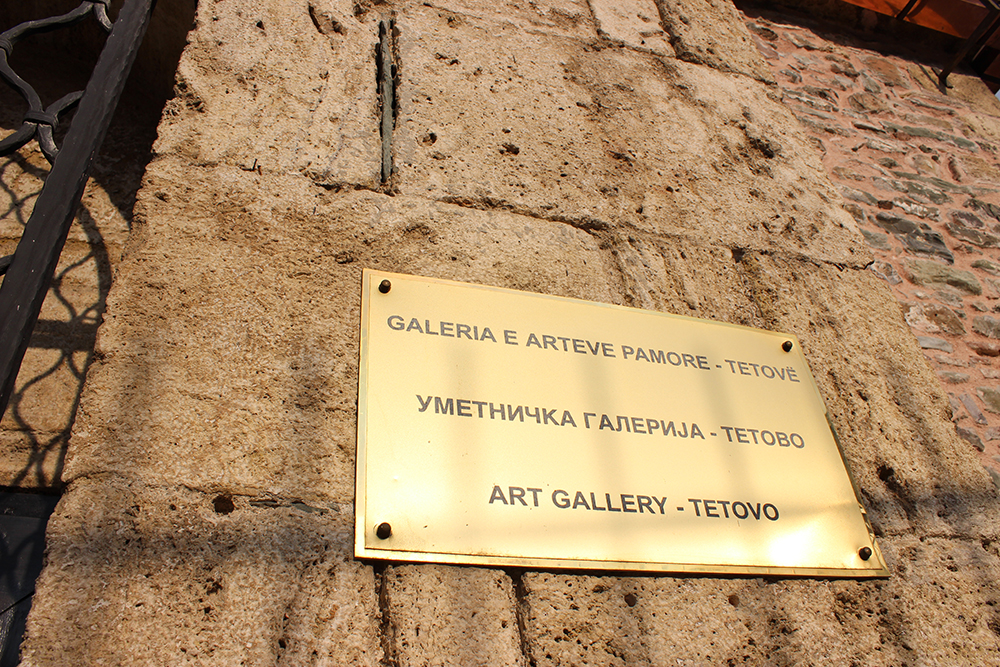 GALERIA E ARTEVE PAMORE - TETOVË
УМЕТНИЧКА ГАЛЕРИЈА - ТЕТОВО
ART GALLERY - TETOVO